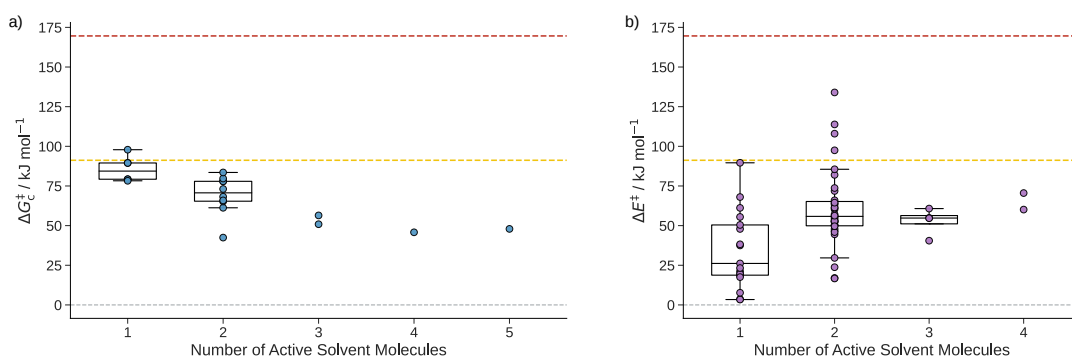 a)
175
150
125
100
75
50
25
0
ΔG‡c / kJ mol−1
1 2 3 4 5
Number of Active Solvent Molecules
b)
175
150
125
100
75
50
25
0
ΔE‡ / kJ mol−1
1 2 3 4
Number of Active Solvent Molecules